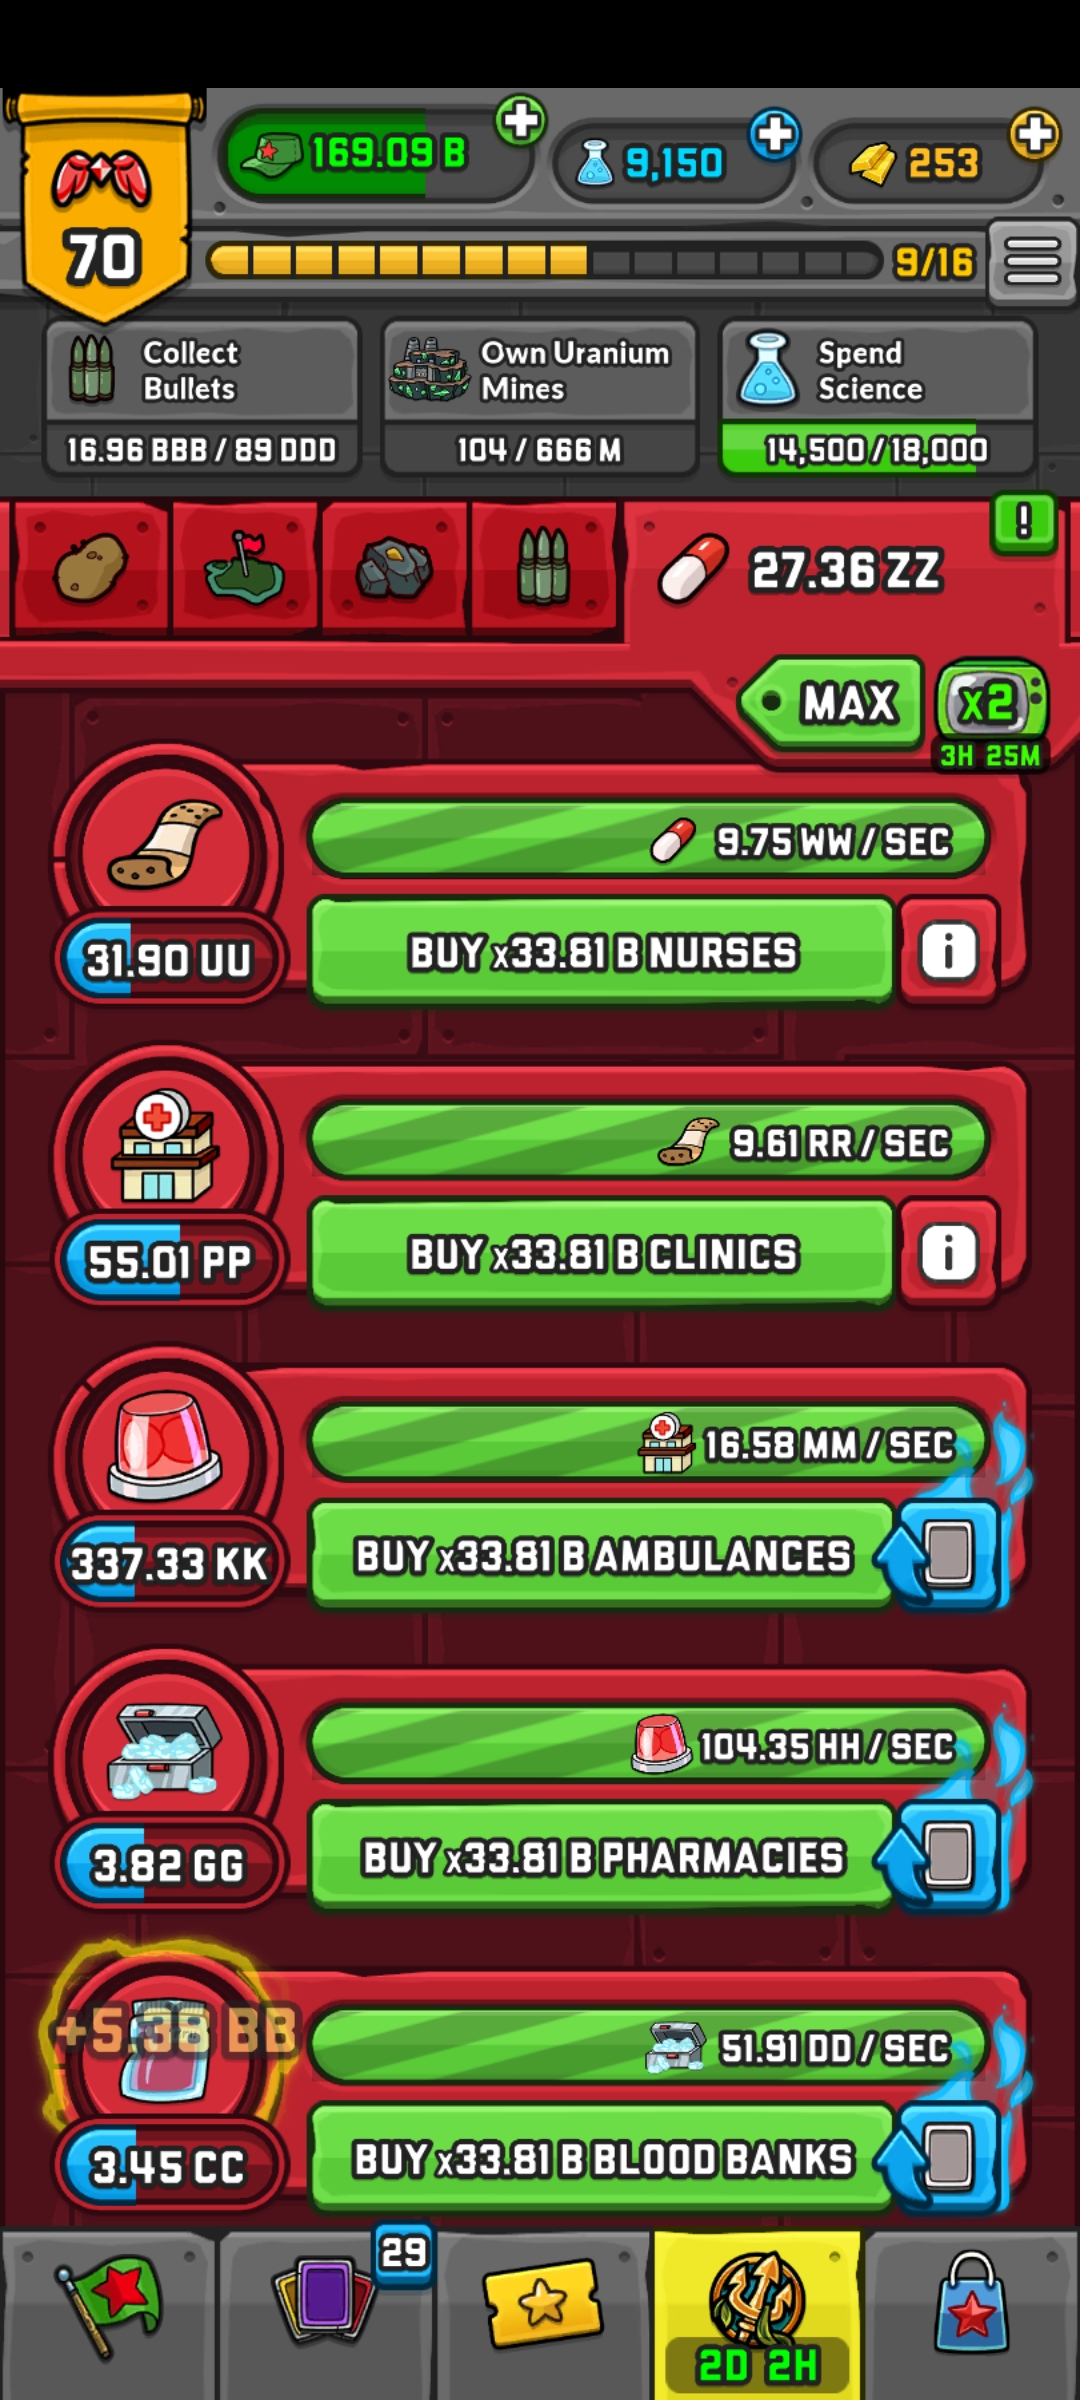 169.09 B
9,150
253
70
9/16
Collect
Bullets
16.96 BBB / 89 DDD
Own Uranium
Mines
104 / 666 M
Spend
Science
14,500 / 18,000
!
27.36 ZZ
MAX
x2
3H 25M
9.75 WW / SEC
31.90 UU
BUY x33.81 B NURSES
i
9.61 RR / SEC
55.01 PP
BUY x33.81 B CLINICS
i
16.58 MM / SEC
337.33 KK
BUY x33.81 B AMBULANCES
104.35 HH / SEC
3.82 GG
BUY x33.81 B PHARMACIES
+5.38 BB
51.91 DD / SEC
3.45 CC
BUY x33.81 B BLOOD BANKS
29
2D 2H